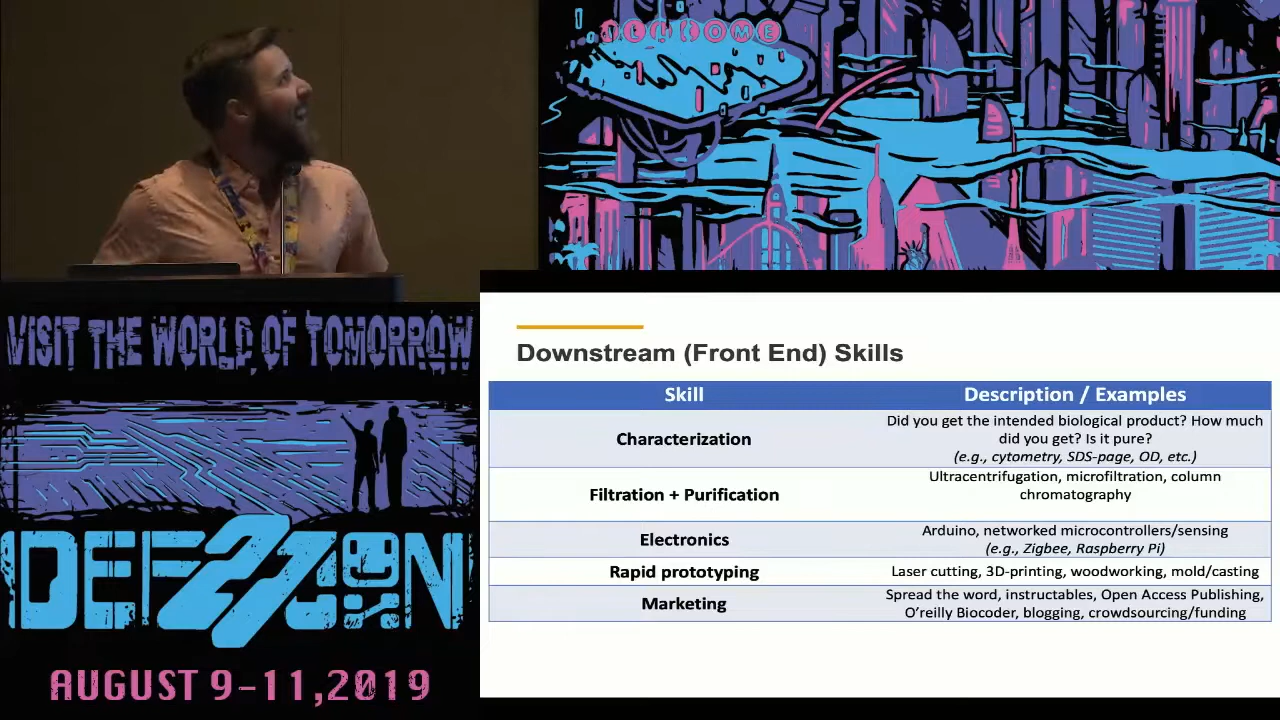 WELCOME
VISIT THE WORLD OF TOMORROW
DEF CON
27
AUGUST 9-11,2019
Downstream (Front End) Skills
Skill Description / Examples
Characterization Did you get the intended biological product? How much
did you get? Is it pure?
(e.g., cytometry, SDS-page, OD, etc.)
Filtration + Purification Ultracentrifugation, microfiltration, column
chromatography
Electronics Arduino, networked microcontrollers/sensing
(e.g., Zigbee, Raspberry Pi)
Rapid prototyping Laser cutting, 3D-printing, woodworking, mold/casting
Marketing Spread the word, instructables, Open Access Publishing,
O'reilly Biocoder, blogging, crowdsourcing/funding